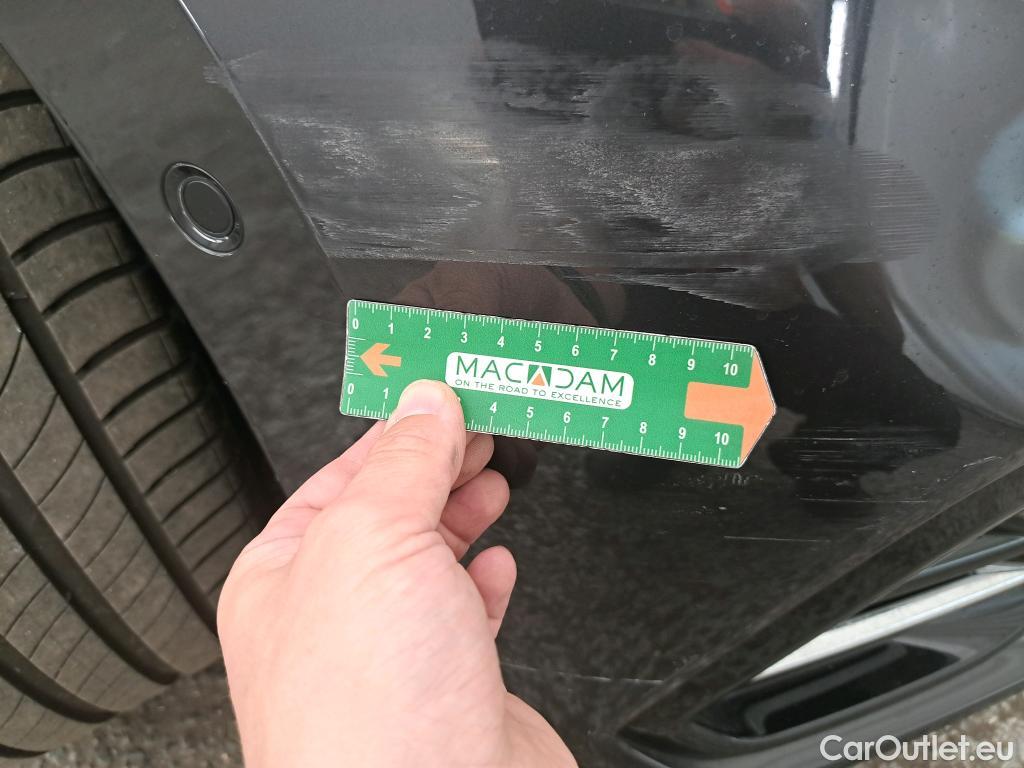 0 1 2 3 4 5 6 7 8 9 10
MACADAM
ON THE ROAD TO EXCELLENCE
0 1 4 5 6 7 8 9 10
CarOutlet.eu